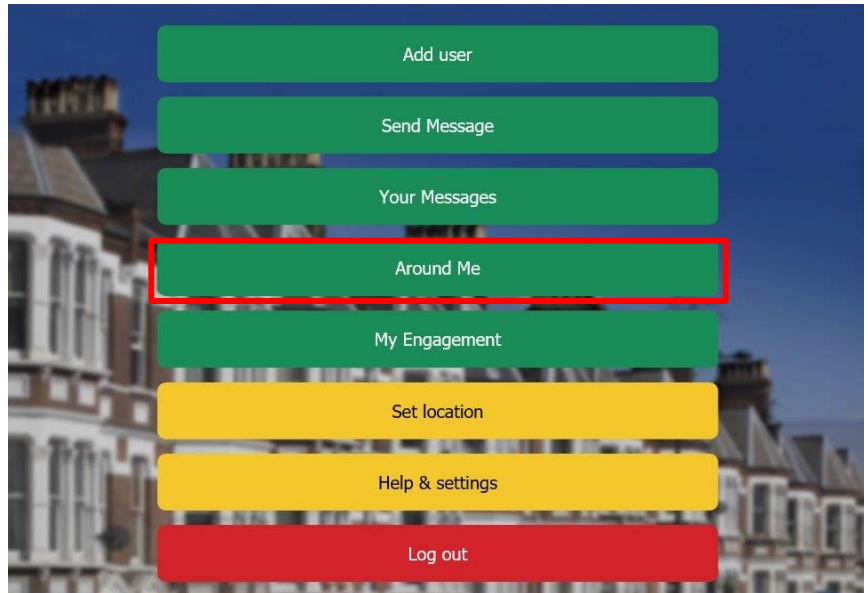 Add user
Send Message
Your Messages
Around Me
My Engagement
Set location
Help & settings
Log out